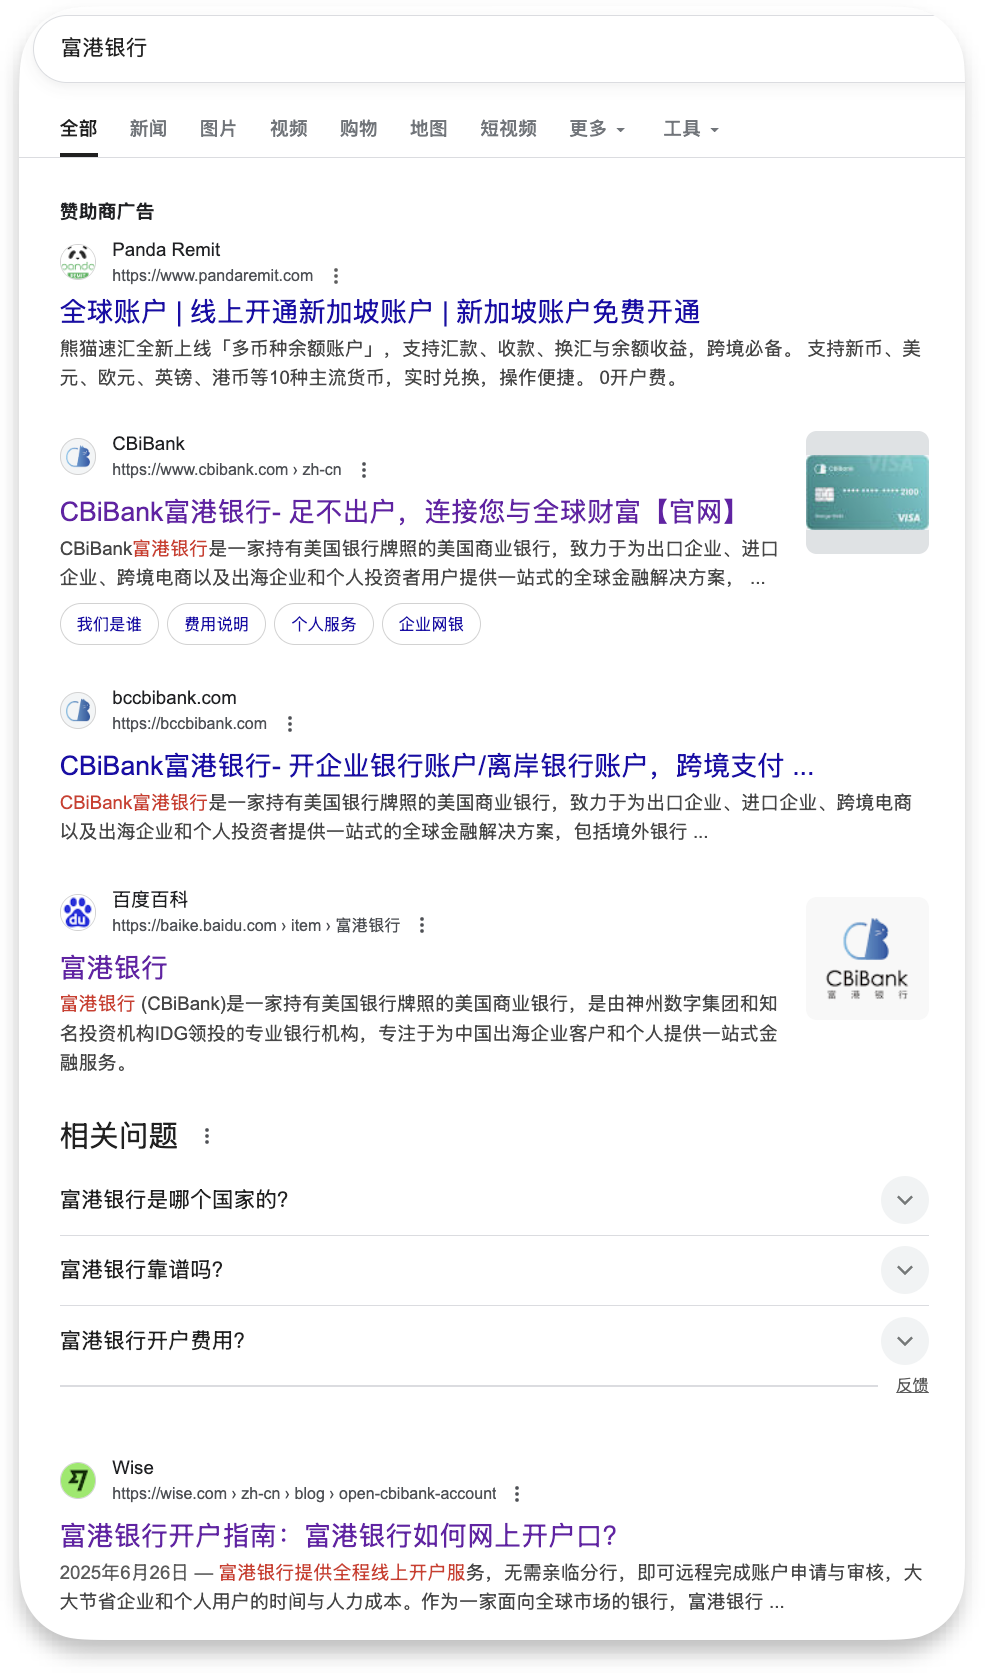 富港银行
全部 新闻 图片 视频 购物 地图 短视频 更多 工具
赞助商广告
Panda Remit
https://www.pandaremit.com
全球账户 | 线上开通新加坡账户 | 新加坡账户免费开通
熊猫速汇全新上线「多币种余额账户」，支持汇款、收款、换汇与余额收益，跨境必备。 支持新币、美
元、欧元、英镑、港币等10种主流货币，实时兑换，操作便捷。 0开户费。
CBiBank
https://www.cbibank.com › zh-cn
CBiBank富港银行- 足不出户，连接您与全球财富【官网】
CBiBank富港银行是一家持有美国银行牌照的美国商业银行，致力于为出口企业、进口
企业、跨境电商以及出海企业和个人投资者用户提供一站式的全球金融解决方案， ...
CBiBank
VISA
2100
VISA
我们是谁 费用说明 个人服务 企业网银
bccbibank.com
https://bccbibank.com
CBiBank富港银行- 开企业银行账户/离岸银行账户，跨境支付 ...
CBiBank富港银行是一家持有美国银行牌照的美国商业银行，致力于为出口企业、进口企业、跨境电商
以及出海企业和个人投资者提供一站式的全球金融解决方案，包括境外银行 ...
百度百科
https://baike.baidu.com › item › 富港银行
富港银行
富港银行 (CBiBank)是一家持有美国银行牌照的美国商业银行，是由神州数字集团和知
名投资机构IDG领投的专业银行机构，专注于为中国出海企业客户和个人提供一站式金
融服务。
CBiBank
富港银行
相关问题
富港银行是哪个国家的?
富港银行靠谱吗?
富港银行开户费用?
反馈
Wise
https://wise.com › zh-cn › blog › open-cbibank-account
富港银行开户指南：富港银行如何网上开户口?
2025年6月26日 — 富港银行提供全程线上开户服务，无需亲临分行，即可远程完成账户申请与审核，大
大节省企业和个人用户的时间与人力成本。作为一家面向全球市场的银行，富港银行 ...